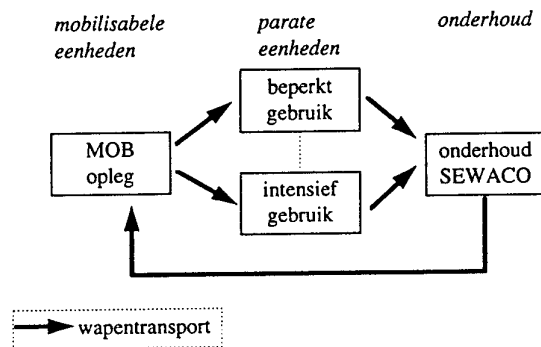 mobilisabele
eenheden
parate
eenheden
onderhoud
beperkt
gebruik
MOB
opleg
intensief
gebruik
onderhoud
SEWACO
wapentransport